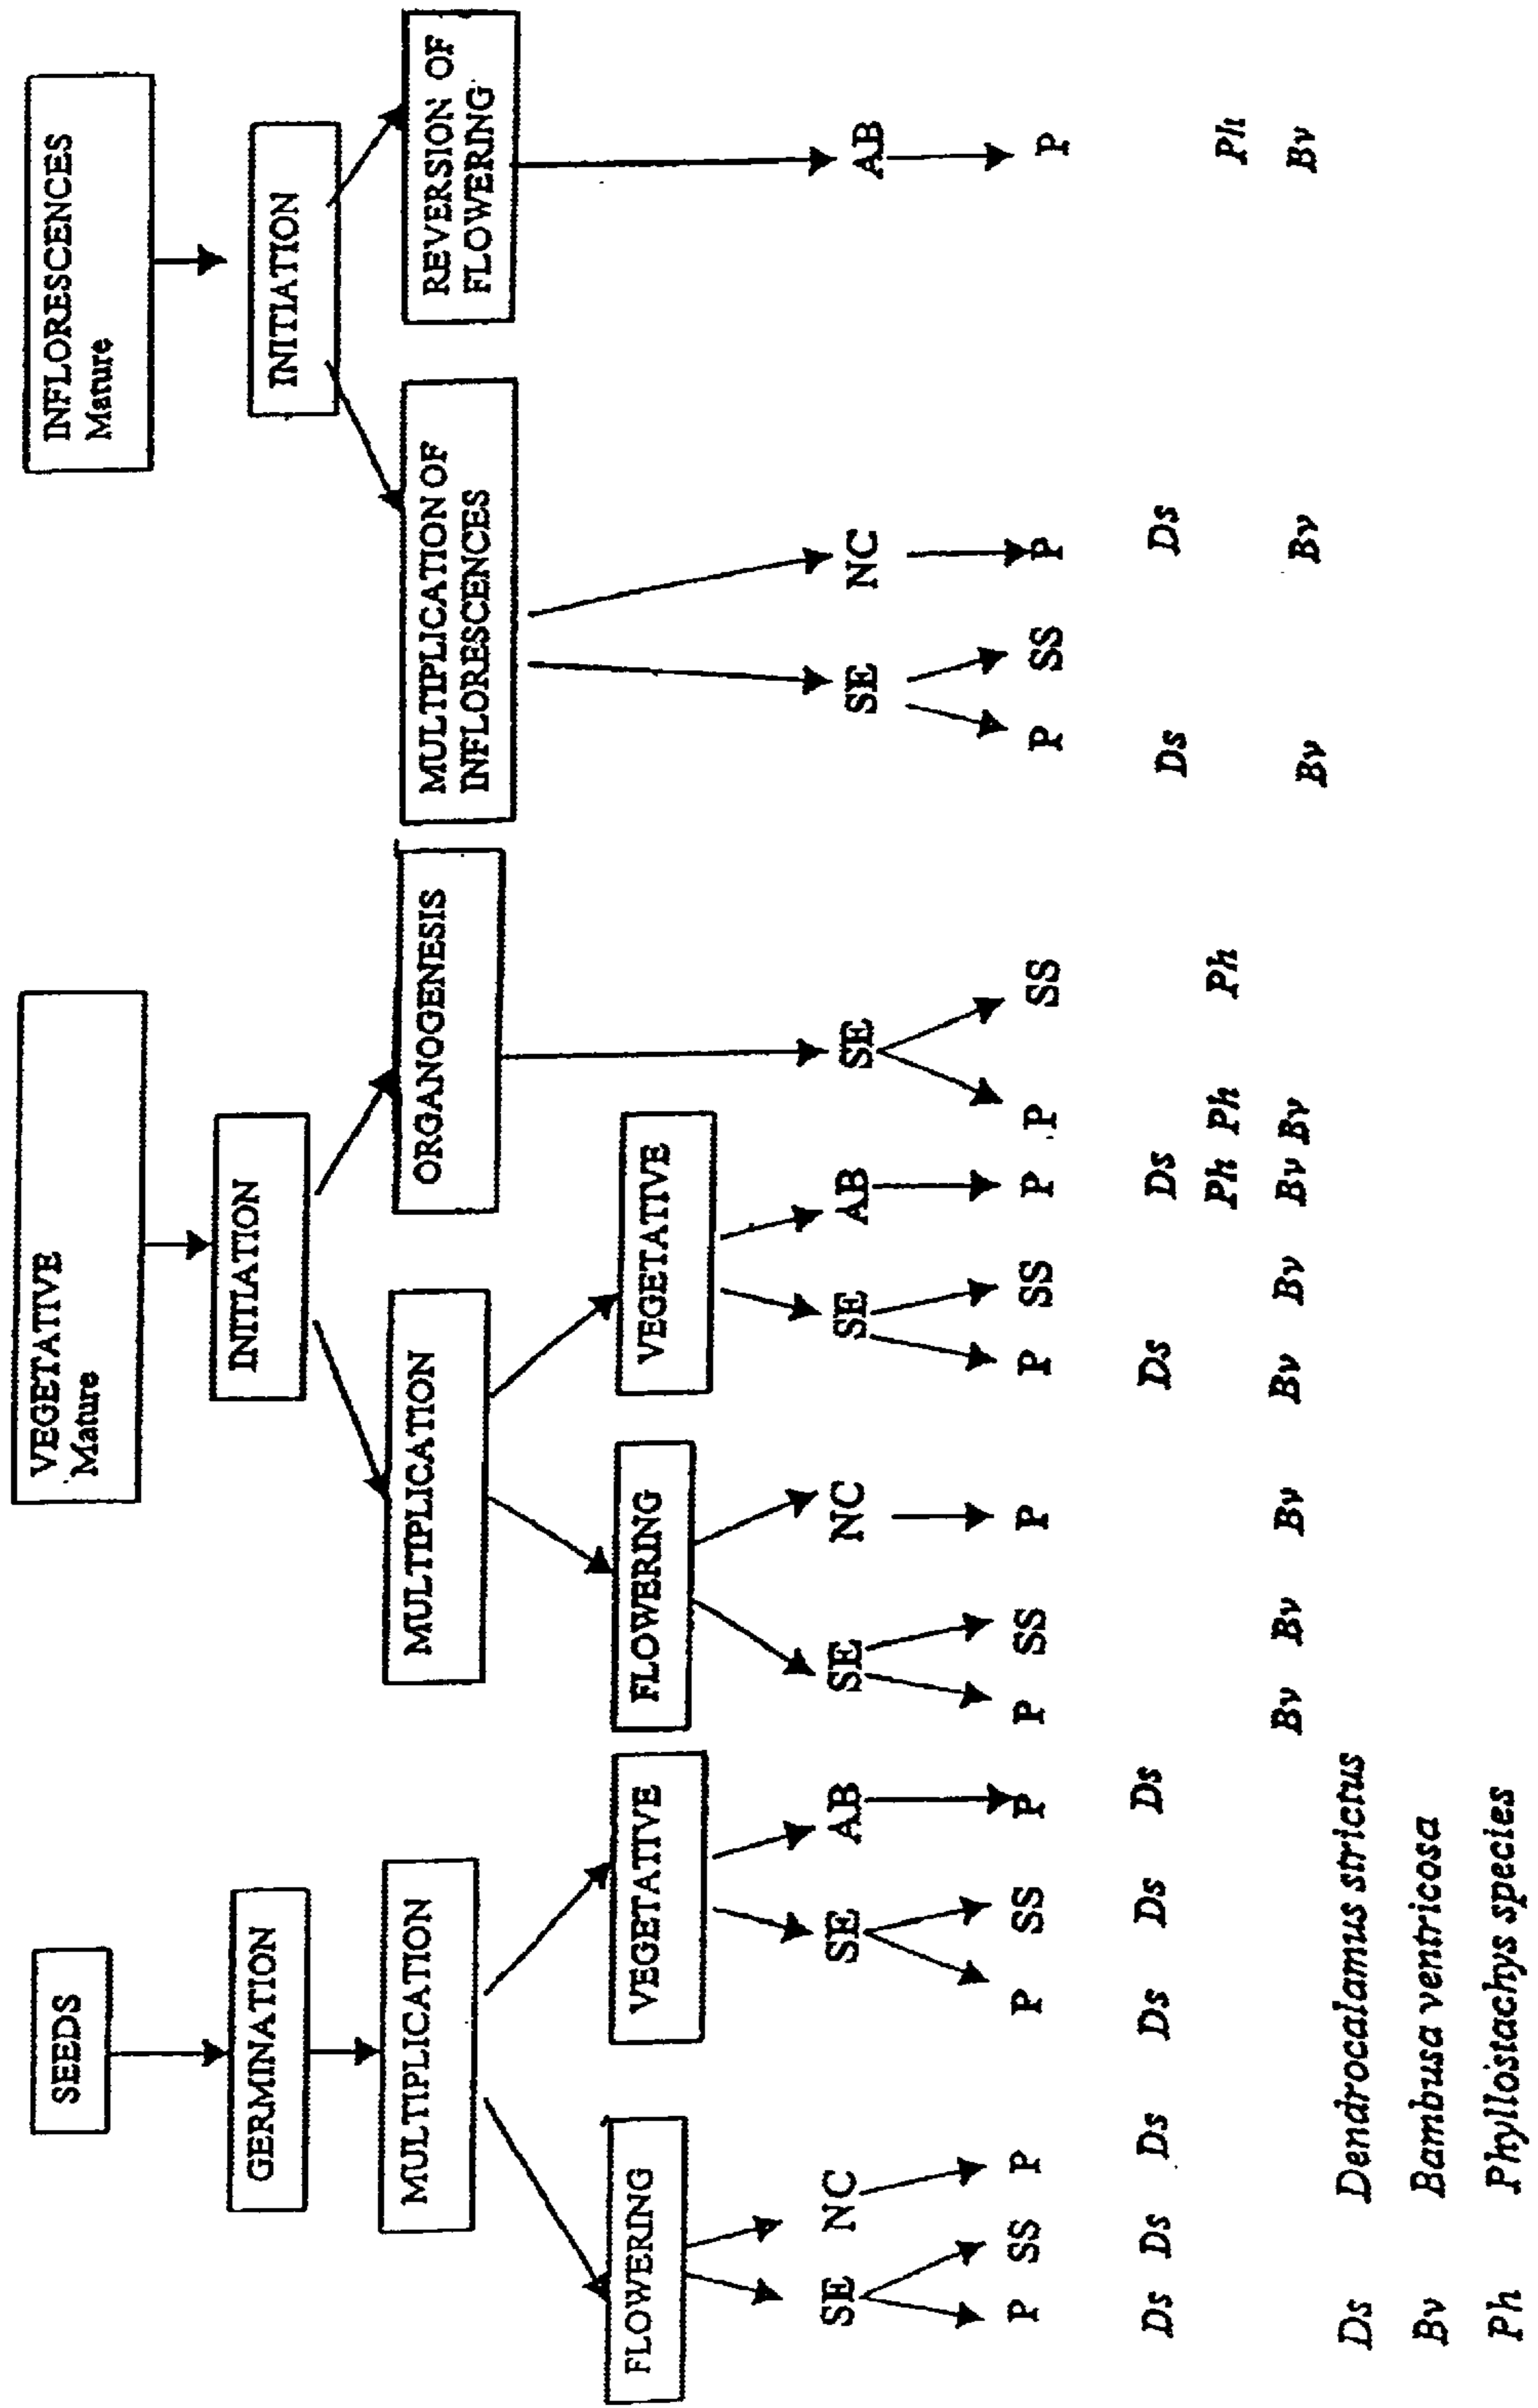 SEEDS
VEGETATIVE
Mature
INFLORESCENCES
Mature
GERMINATION
INITIATION
INITIATION
MULTIPLICATION
MULTIPLICATION
ORGANOGENESIS
MULTIPLICATION OF
INFLORESCENCES
REVERSION OF
FLOWERING
FLOWERING
VEGETATIVE
FLOWERING
VEGETATIVE
SE NC SE AB SE NC SE AB SE SE NC AB
P SS P P SS P P SS P P SS P P SS P SS P P
Ds Ds Ds Ds Ds Ds Ds Ds Ds Ds
Ph Ph Ph Ph
Bv Bv Bv Bv Bv Bv Bv Bv Bv Bv
Ds Dendrocalamus strictus
Bv Bambusa ventricosa
Ph Phyllostachys species